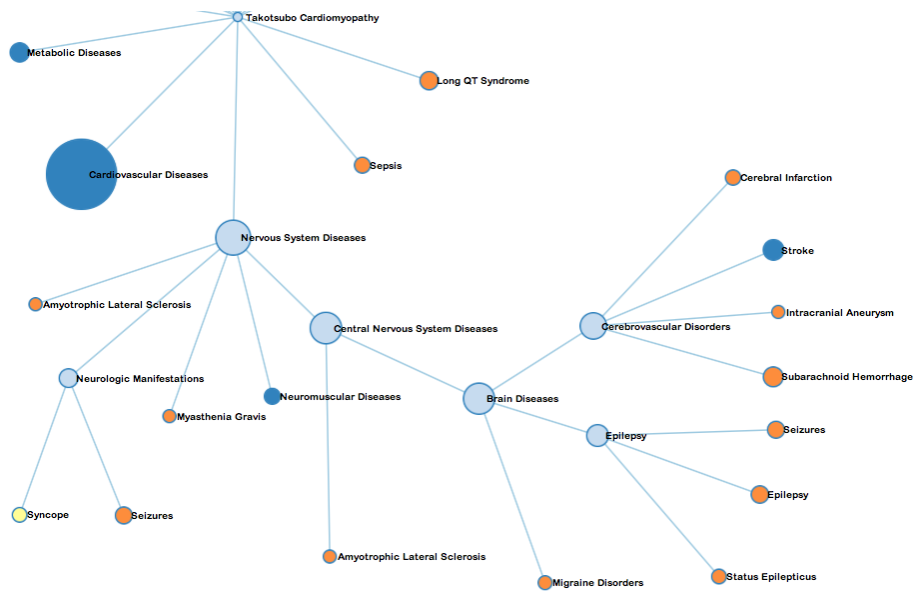 Takotsubo Cardiomyopathy
Metabolic Diseases
Long QT Syndrome
Sepsis
Cardiovascular Diseases
Cerebral Infarction
Nervous System Diseases
Stroke
Amyotrophic Lateral Sclerosis
Intracranial Aneurysm
Central Nervous System Diseases
Cerebrovascular Disorders
Neurologic Manifestations
Subarachnoid Hemorrhage
Neuromuscular Diseases
Brain Diseases
Myasthenia Gravis
Seizures
Epilepsy
Epilepsy
Syncope
Seizures
Amyotrophic Lateral Sclerosis
Status Epilepticus
Migraine Disorders